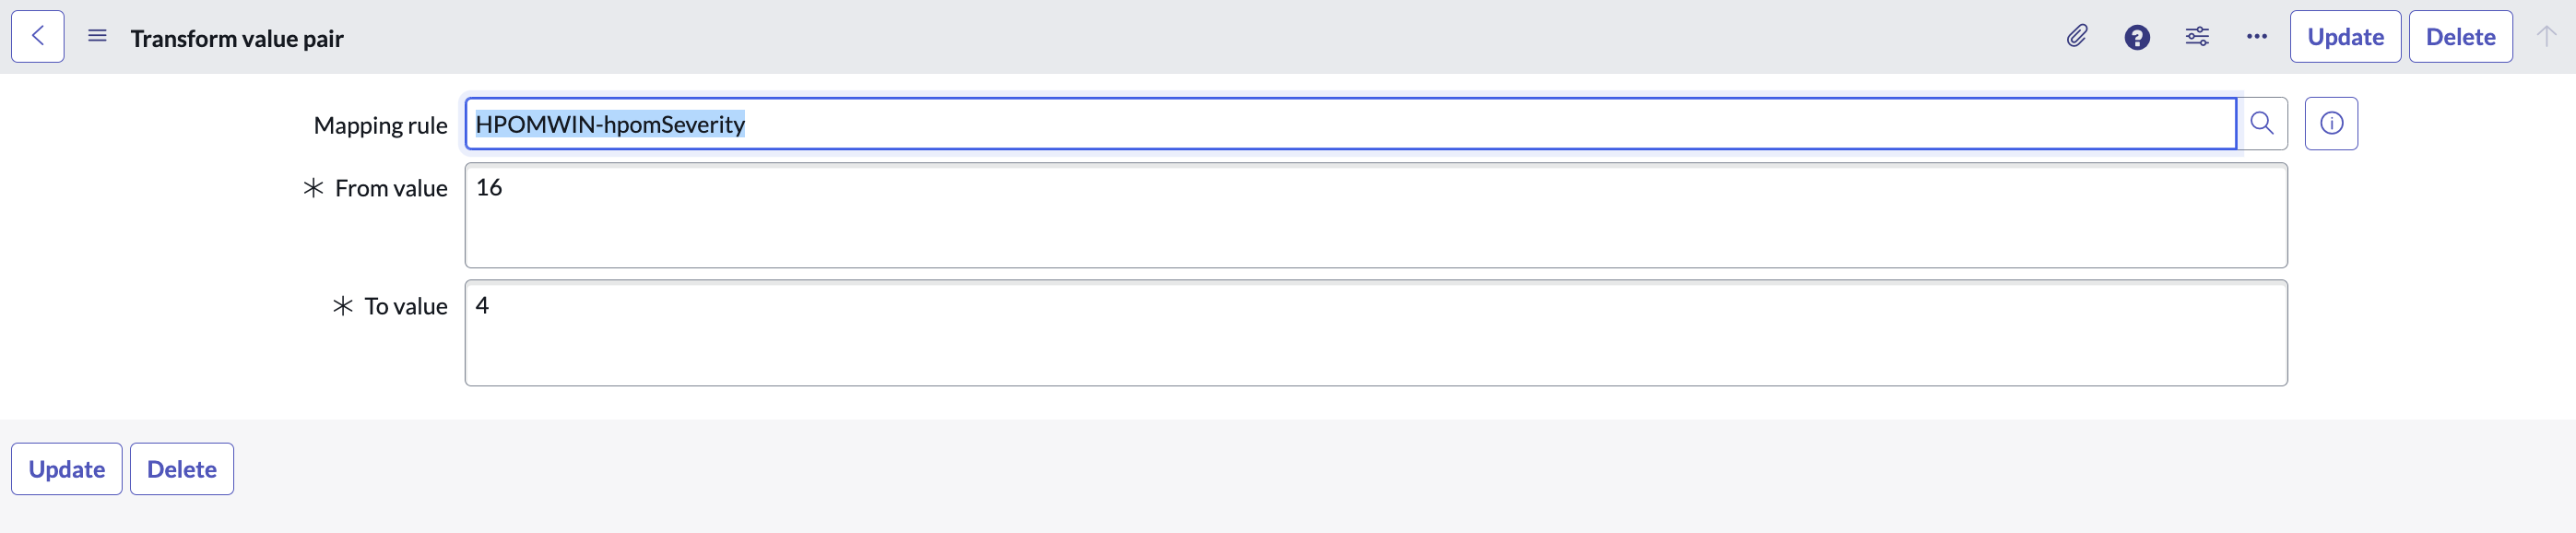 Transform value pair
Update Delete
Mapping rule HPOMWIN-hpomSeverity
From value 16
To value 4
Update Delete